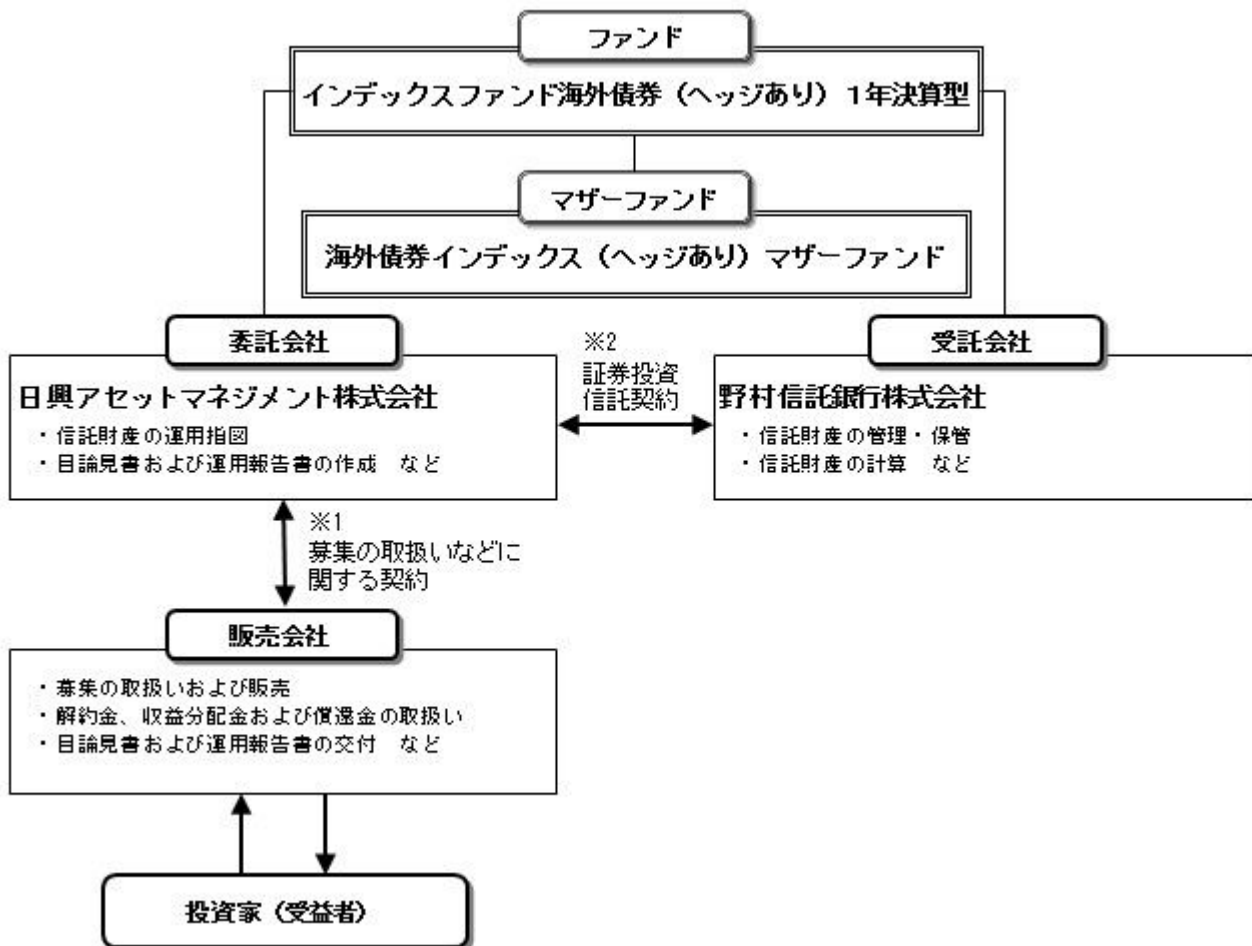 ファンド
インデックスファンド海外債券（ヘッジあり）１年決算型
マザーファンド
海外債券インデックス（ヘッジあり）マザーファンド
委託会社
日興アセットマネジメント株式会社
・信託財産の運用指図
・目論見書および運用報告書の作成　など
※2
証券投資
信託契約
受託会社
野村信託銀行株式会社
・信託財産の管理・保管
・信託財産の計算　など
※1
募集の取扱いなどに
関する契約
販売会社
・募集の取扱いおよび販売
・解約金、収益分配金および償還金の取扱い
・目論見書および運用報告書の交付　など
投資家（受益者）